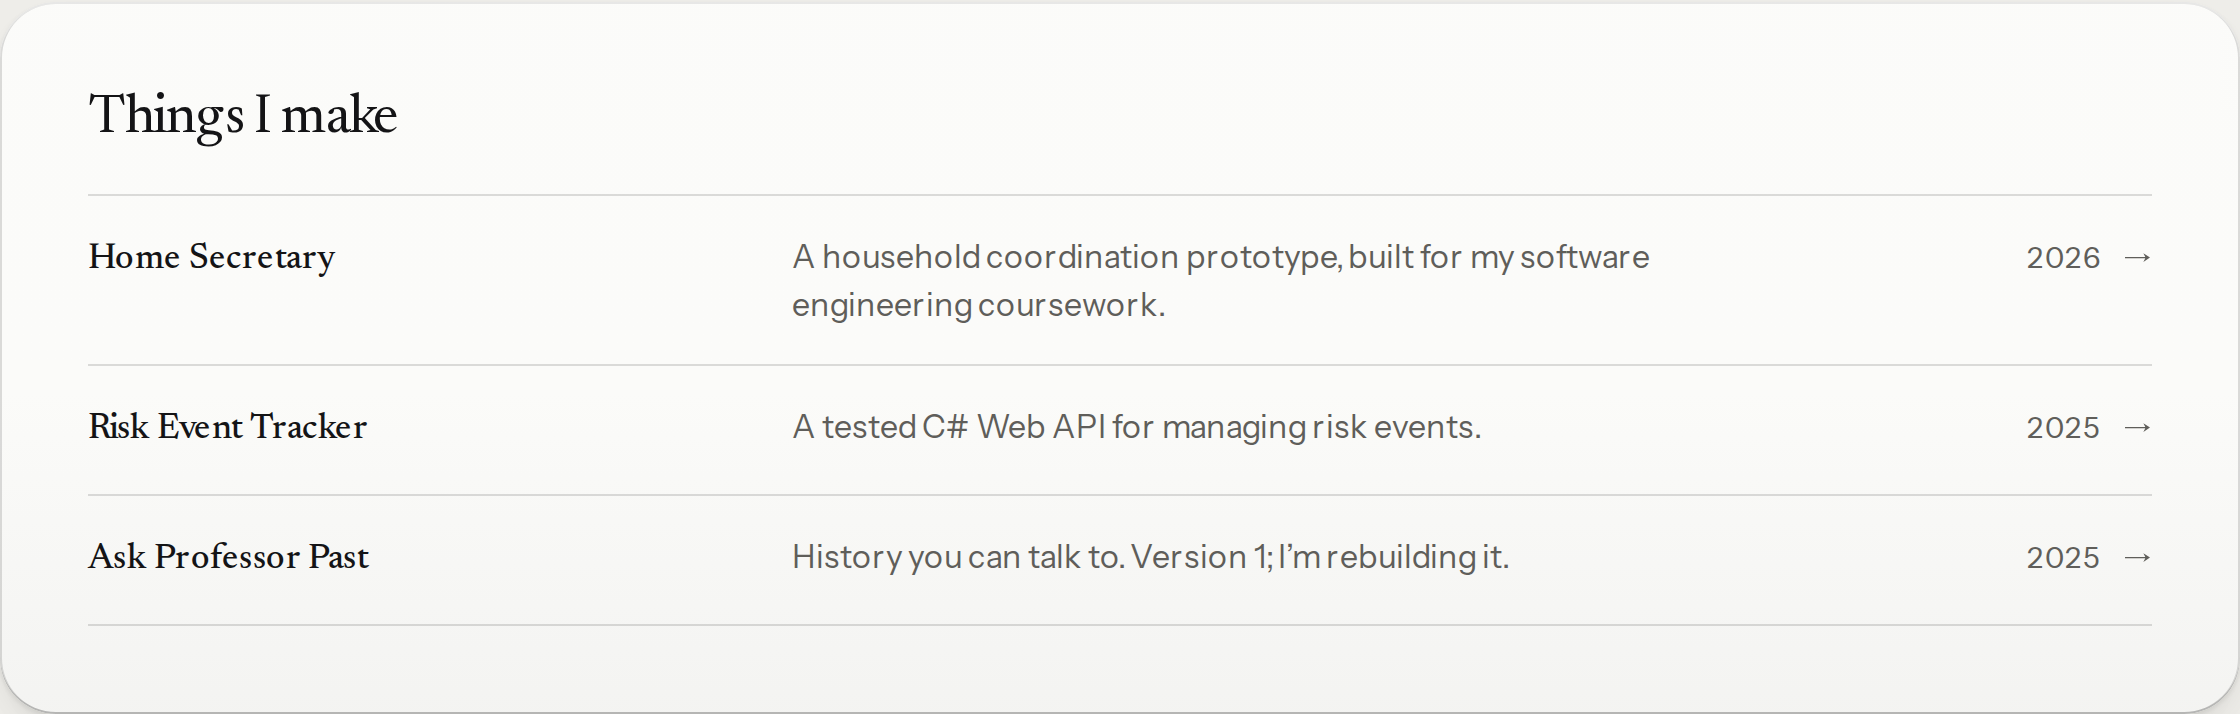 Things I make
Home Secretary
A household coordination prototype, built for my software
engineering coursework.
2026 →
Risk Event Tracker
A tested C# Web API for managing risk events.
2025 →
Ask Professor Past
History you can talk to. Version 1; I’m rebuilding it.
2025 →